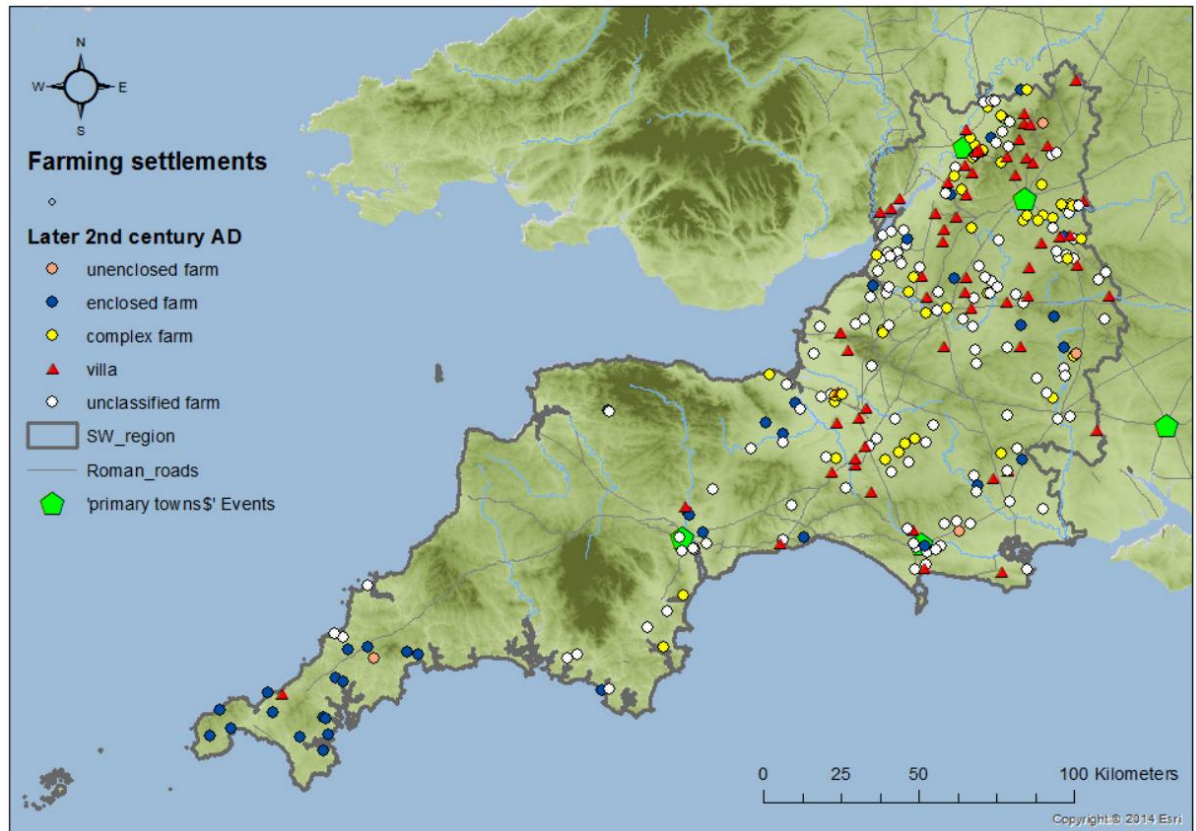 N
W
E
S
Farming settlements
Later 2nd century AD
unenclosed farm
enclosed farm
complex farm
villa
unclassified farm
SW_region
Roman_roads
'primary towns$' Events
0 25 50 100 Kilometers
Copyright:© 2014 Esri